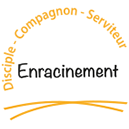 Disciple - Compagnon - Serviteur
Enracinement